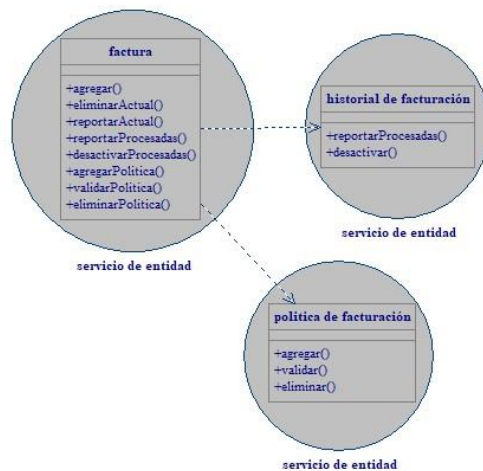 factura
+agregar()
+eliminarActual()
+reportarActual()
+reportarProcesadas()
+desactivarProcesadas()
+agregarPolitica()
+validarPolitica()
+eliminarPolitica()
servicio de entidad
historial de facturación
+reportarProcesadas()
+desactivar()
servicio de entidad
politica de facturación
+agregar()
+validar()
+eliminar()
servicio de entidad